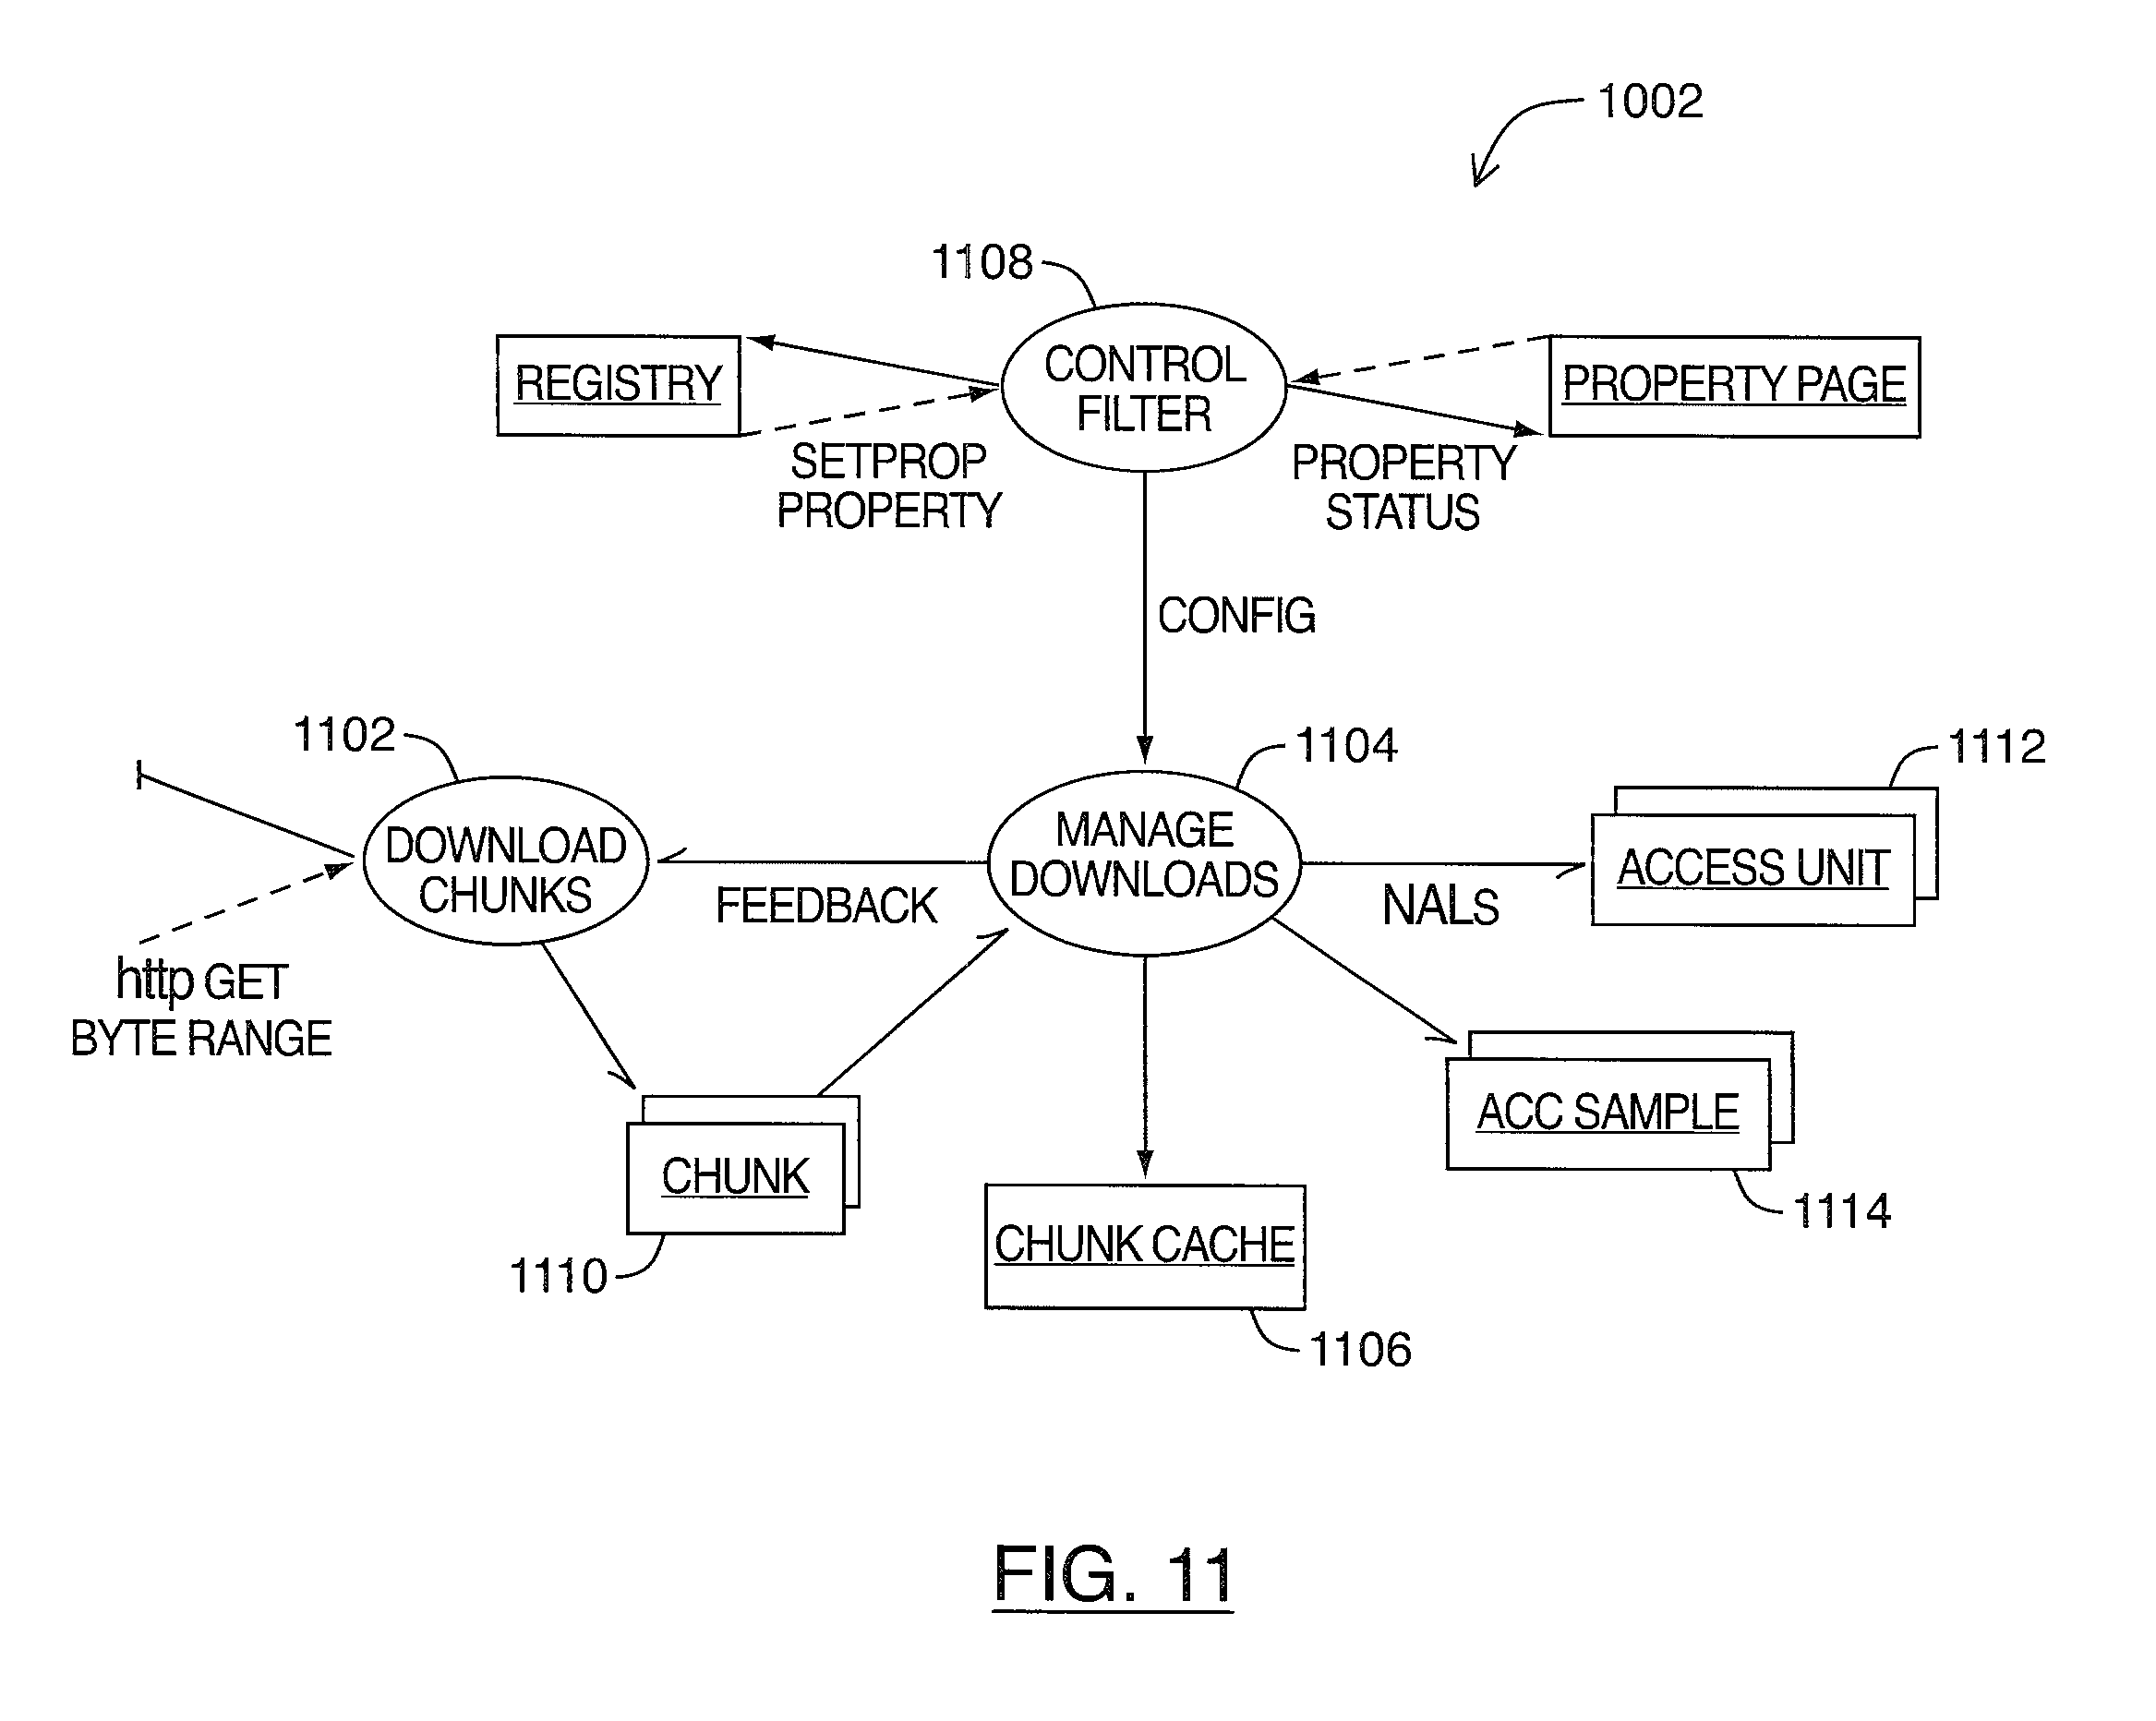 1002
1108
CONTROL
FILTER
REGISTRY
PROPERTY PAGE
SETPROP
PROPERTY
PROPERTY
STATUS
CONFIG
1102
1104
1112
DOWNLOAD
CHUNKS
MANAGE
DOWNLOADS
ACCESS UNIT
FEEDBACK
NALS
http GET
BYTE RANGE
ACC SAMPLE
CHUNK
1114
CHUNK CACHE
1110
1106
FIG. 11